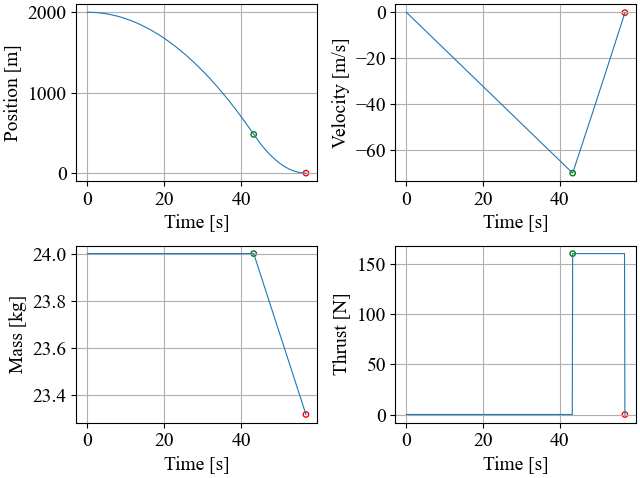 2000
1000
0
Position [m]
0 20 40
Time [s]
0
−20
−40
−60
Velocity [m/s]
0 20 40
Time [s]
24.0
23.8
23.6
23.4
Mass [kg]
0 20 40
Time [s]
150
100
50
0
Thrust [N]
0 20 40
Time [s]